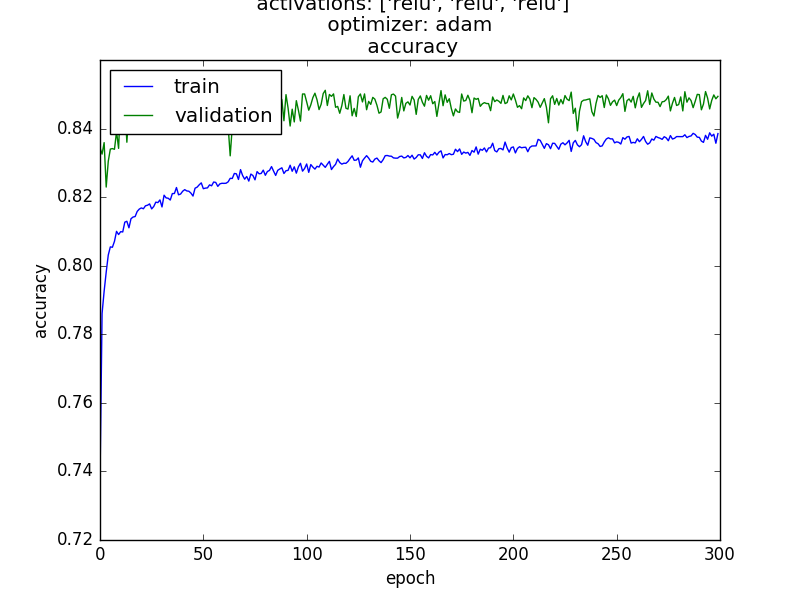 activations: ['relu', 'relu', 'relu']
optimizer: adam
accuracy
train
validation
0.84
0.82
0.80
0.78
0.76
0.74
0.72
accuracy
0 50 100 150 200 250 300
epoch